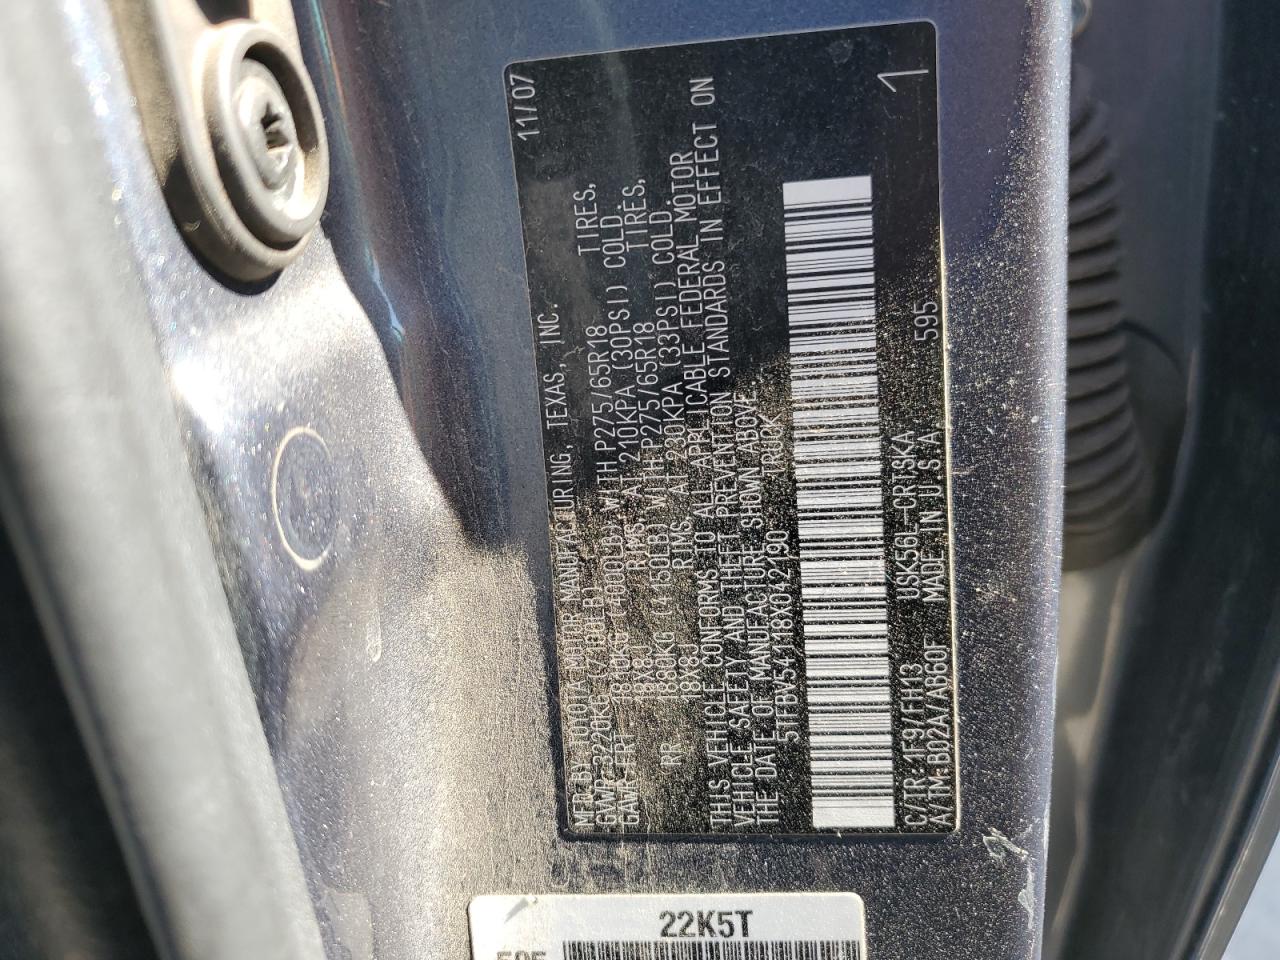 MFD.BY TOYOTA MOTOR MANUFACTURING, TEXAS, INC. 11/07
GVWR 3220KG (7100LB)
GAWR FRT 1810KG (4000LB) WITH P275/65R18 TIRES,
18X8J RIMS, AT 210KPA (30PSI) COLD
RR 1880KG (4150LB) WITH P275/65R18 TIRES,
18X8J RIMS, AT 230KPA (33PSI) COLD.
THIS VEHICLE CONFORMS TO ALL APPLICABLE FEDERAL MOTOR
VEHICLE SAFETY AND THEFT PREVENTION STANDARDS IN EFFECT ON
THE DATE OF MANUFACTURE SHOWN ABOVE.
5TFBV54118X012190 TRUCK
1
C/TR: 1F9/FH13 USK50L-CRTSKA 595
A/TM: B02A/AB60F MADE IN U.S.A.
22K5T
595